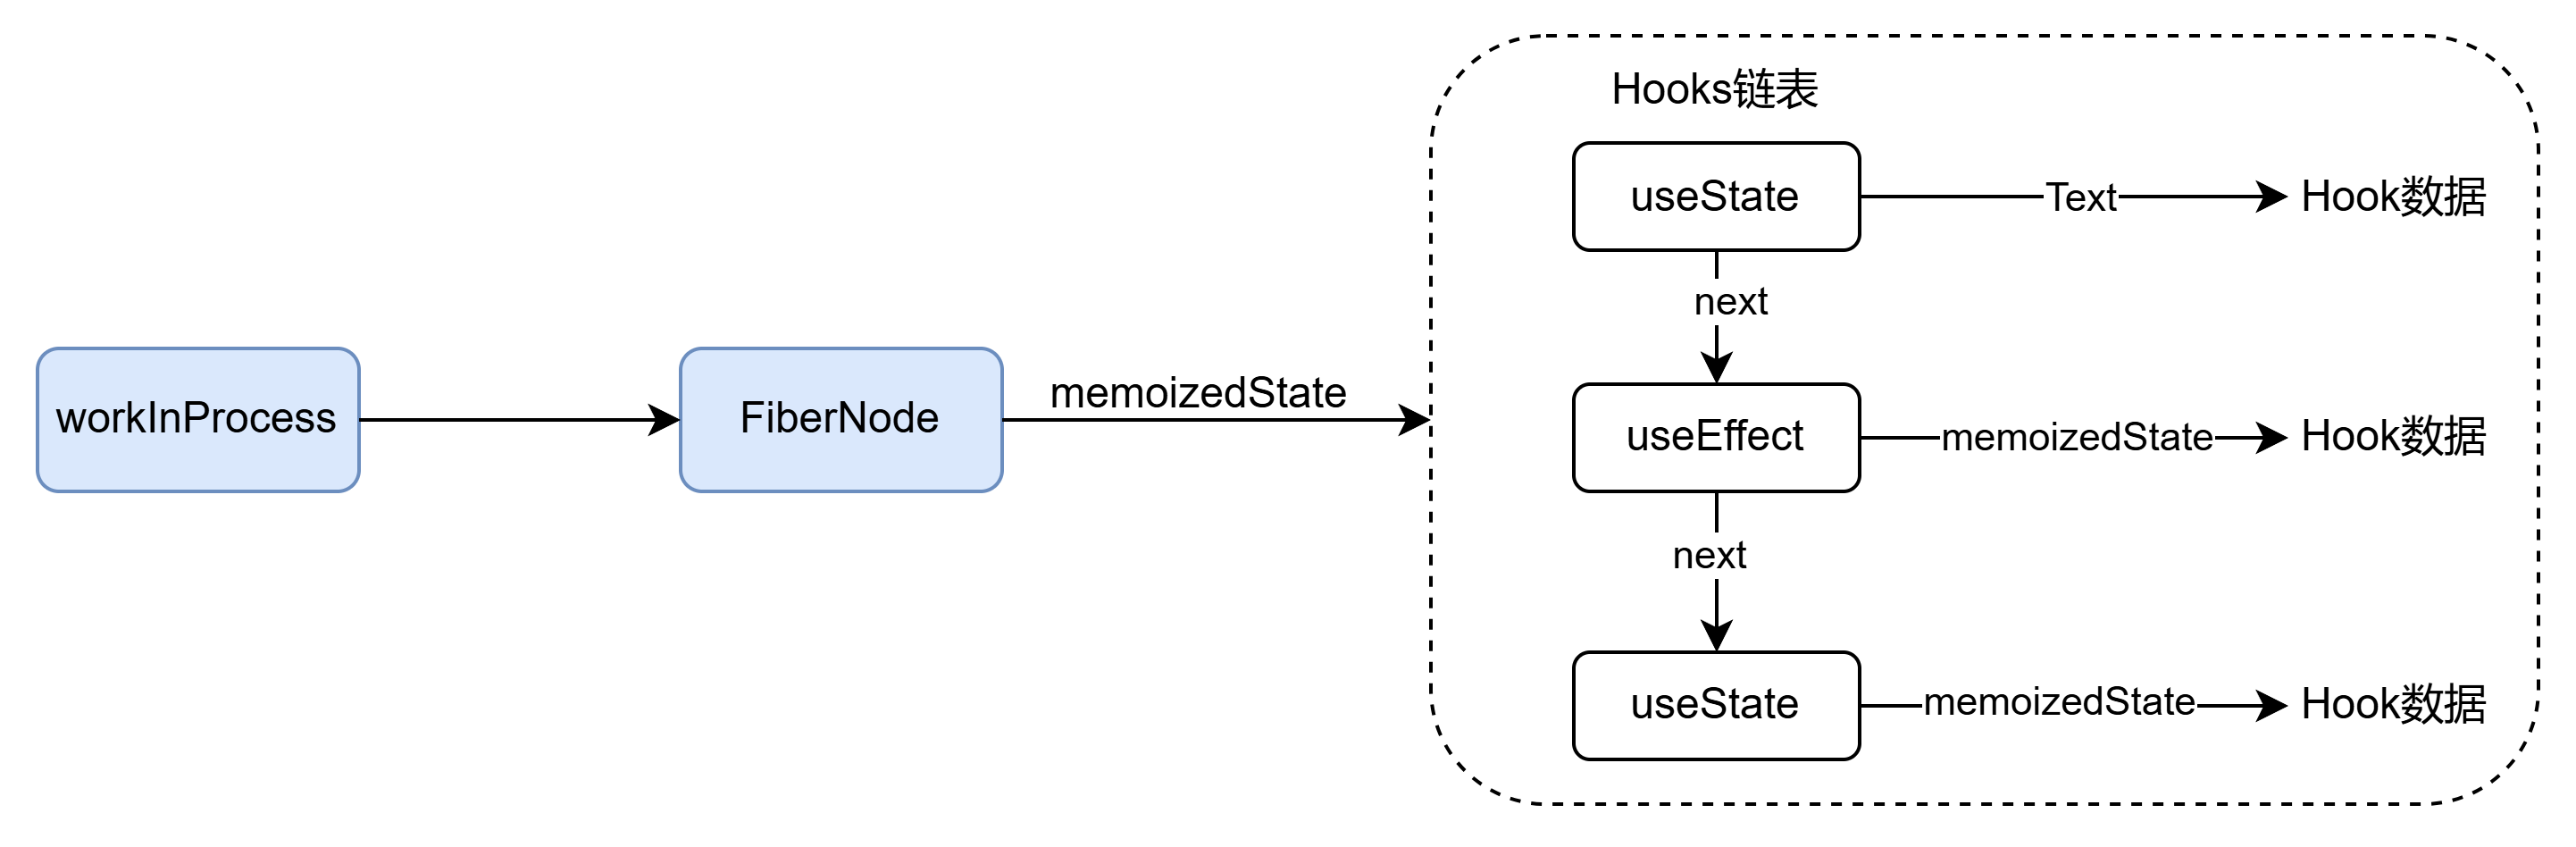 workInProcess
FiberNode
memoizedState
Hooks链表
useState
Text
Hook数据
next
useEffect
memoizedState
Hook数据
next
useState
memoizedState
Hook数据